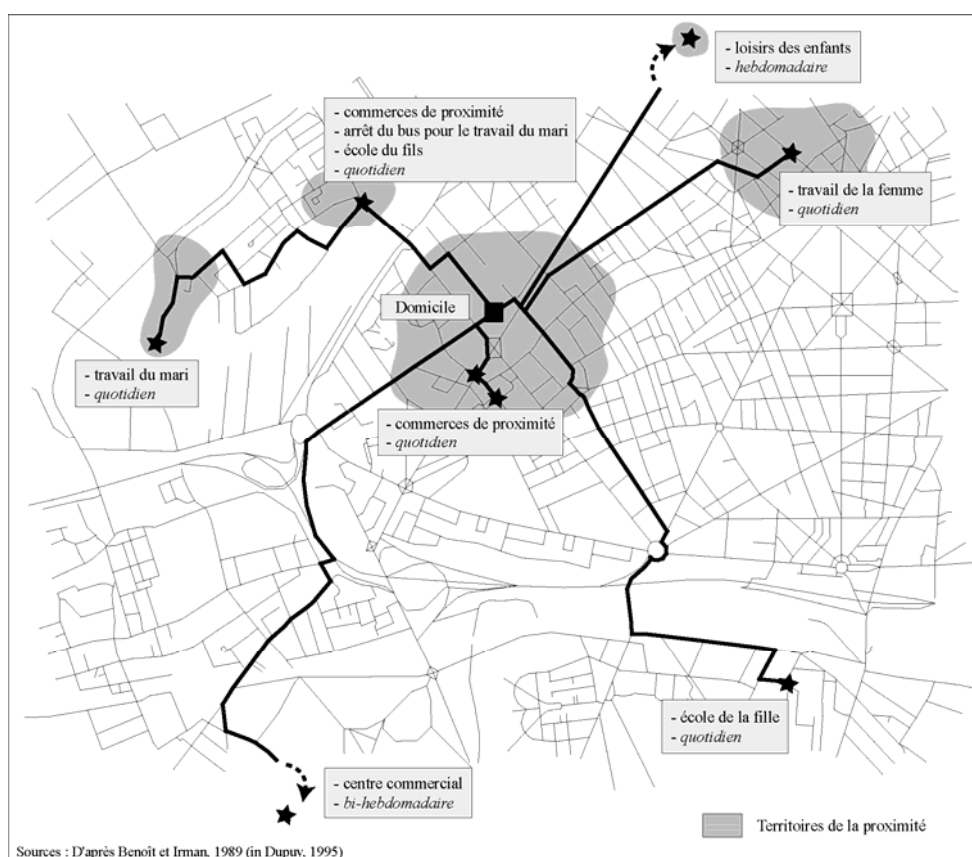 - loisirs des enfants
- hebdomadaire
- commerces de proximité
- arrêt du bus pour le travail du mari
- école du fils
- quotidien
- travail de la femme
- quotidien
Domicile
- travail du mari
- quotidien
- commerces de proximité
- quotidien
- école de la fille
- quotidien
- centre commercial
- bi-hebdomadaire
Territoires de la proximité
Sources : D'après Benoît et Irman, 1989 (in Dupuy, 1995)